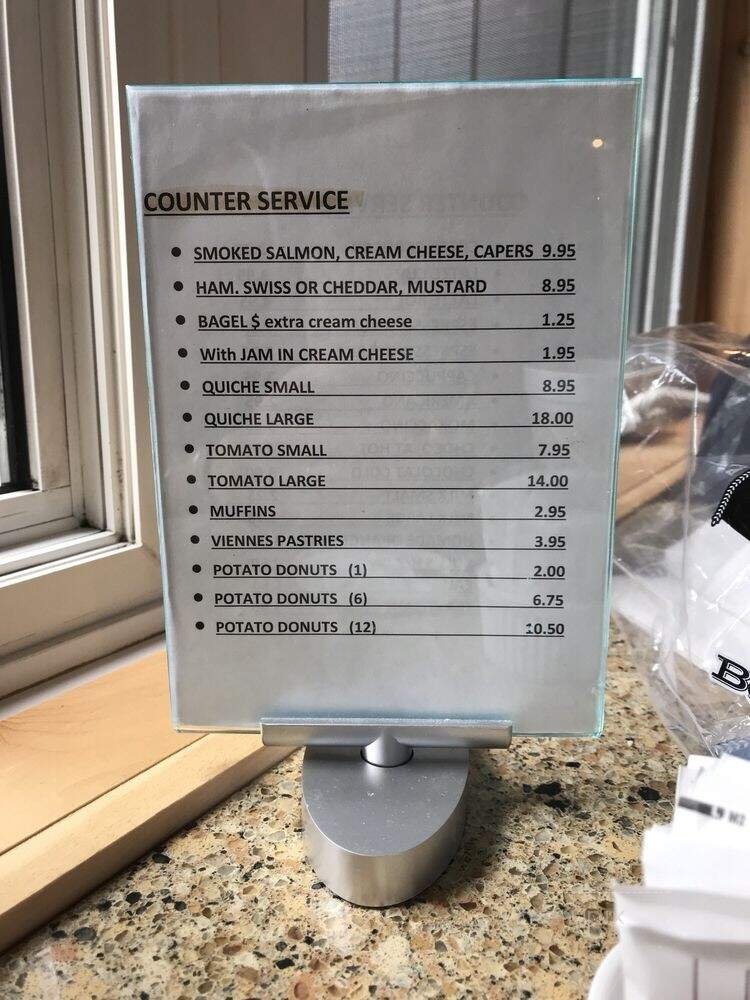 COUNTER SERVICE
• SMOKED SALMON, CREAM CHEESE, CAPERS 9.95
• HAM. SWISS OR CHEDDAR, MUSTARD 8.95
• BAGEL $ extra cream cheese 1.25
• With JAM IN CREAM CHEESE 1.95
• QUICHE SMALL 8.95
• QUICHE LARGE 18.00
• TOMATO SMALL 7.95
• TOMATO LARGE 14.00
• MUFFINS 2.95
• VIENNES PASTRIES 3.95
• POTATO DONUTS (1) 2.00
• POTATO DONUTS (6) 6.75
• POTATO DONUTS (12) 10.50